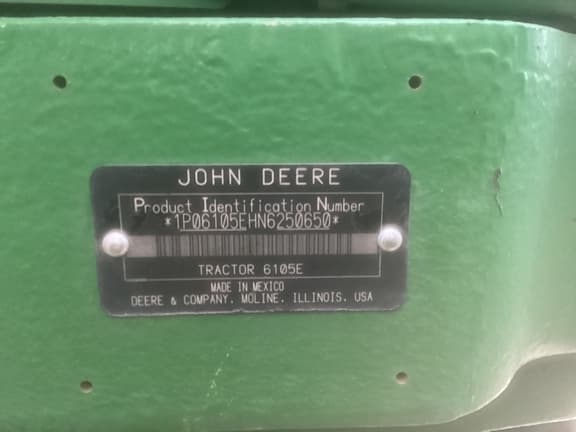 JOHN DEERE
Product Identification Number
*1P06105EHN6250650*
TRACTOR 6105E
MADE IN MEXICO
DEERE & COMPANY. MOLINE. ILLINOIS. USA